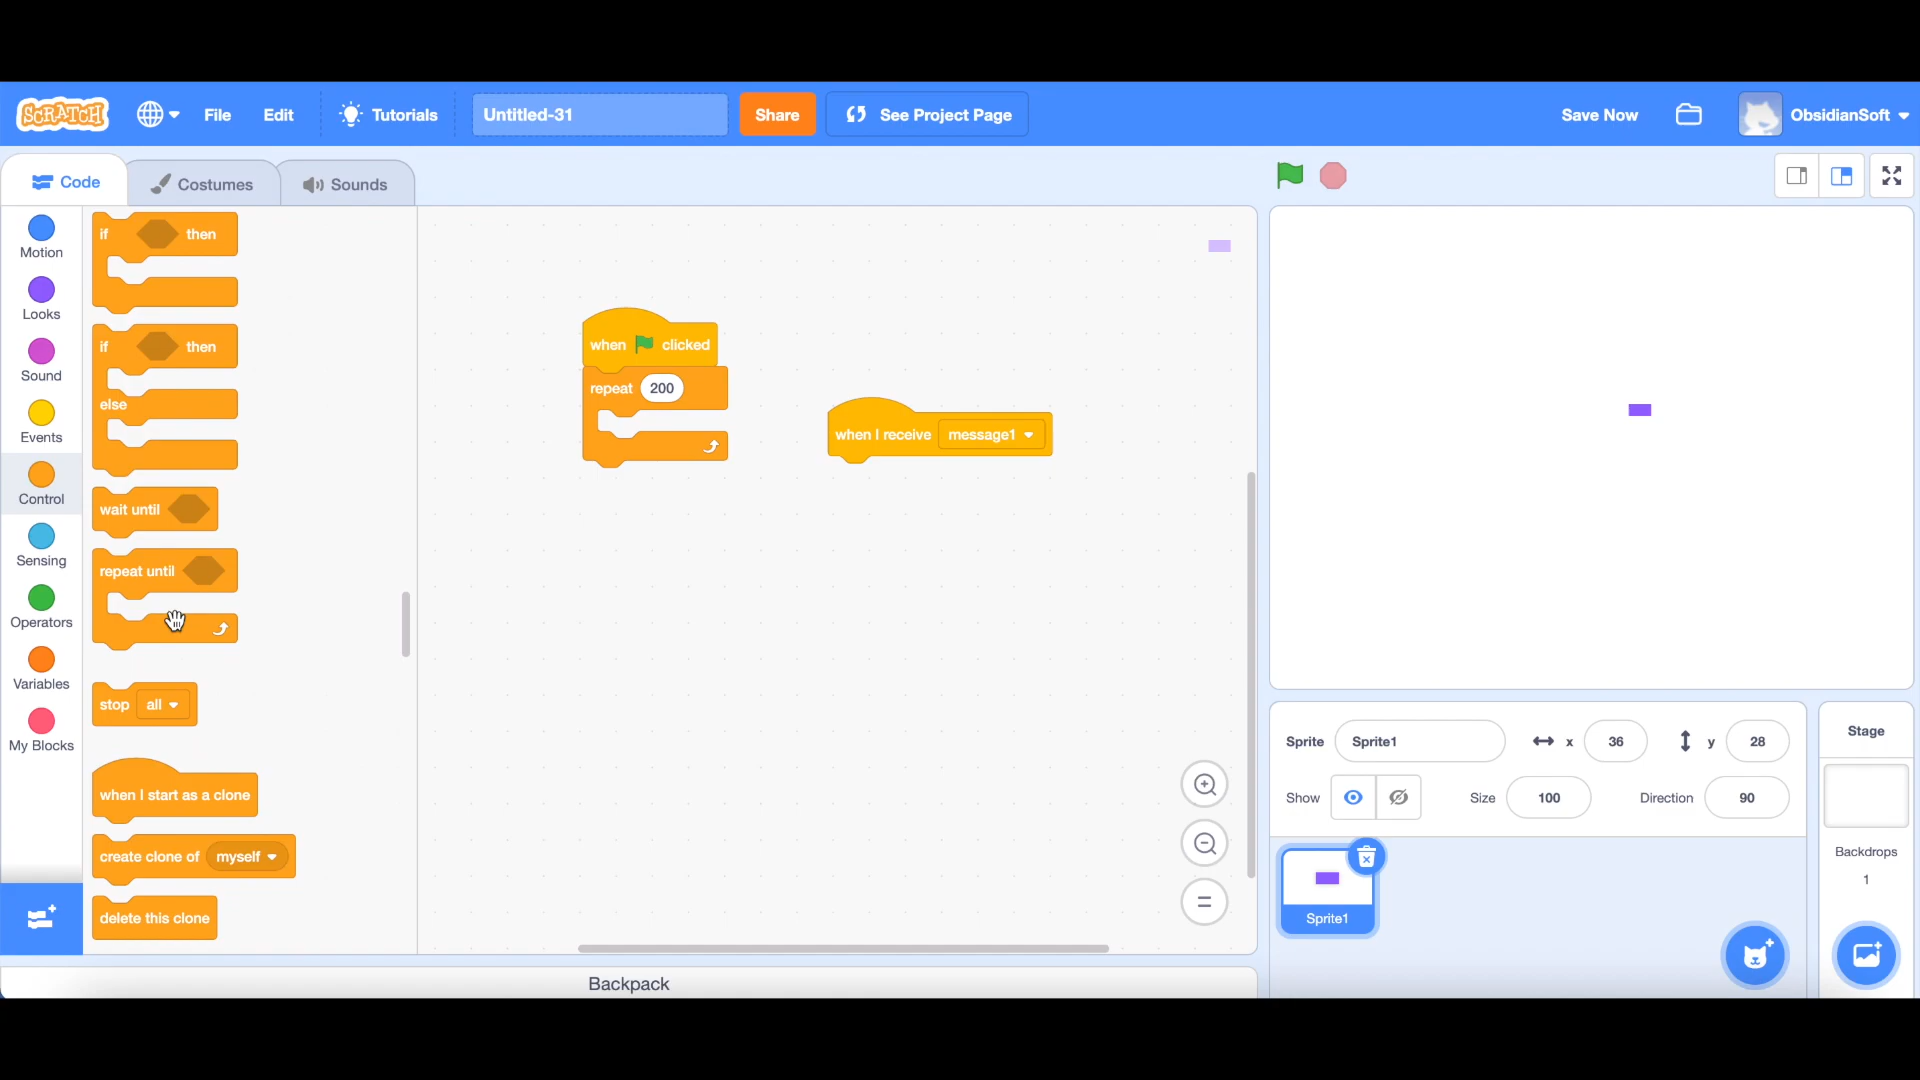 SCRATCH File Edit Tutorials Untitled-31 Share See Project Page Save Now ObsidianSoft
Code Costumes Sounds
Motion
Looks
Sound
Events
Control
Sensing
Operators
Variables
My Blocks
if then
if then
else
wait until
repeat until
stop all
when I start as a clone
create clone of myself
delete this clone
when clicked
repeat 200
when I receive message1
Backpack
Sprite Sprite1 x 36 y 28
Show Size 100 Direction 90
Sprite1
Stage
Backdrops
1